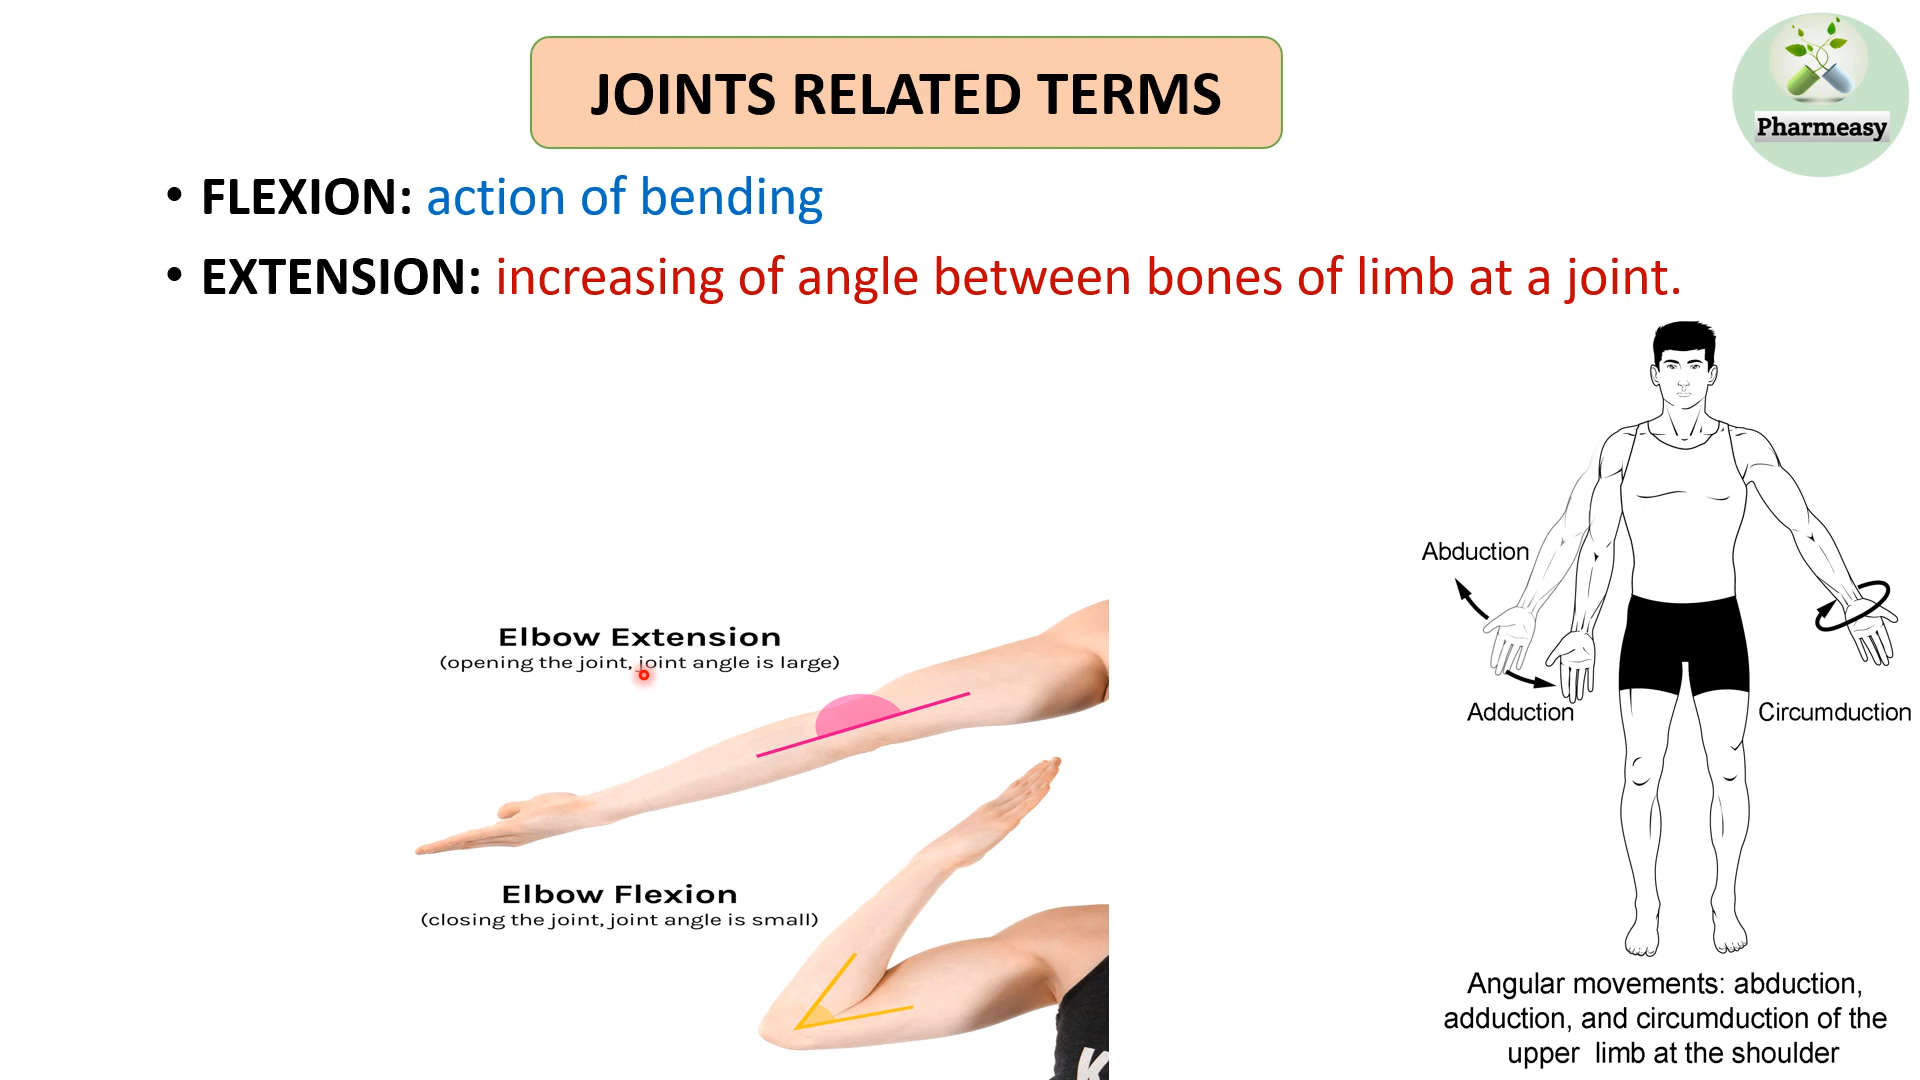 JOINTS RELATED TERMS
Pharmeasy
• FLEXION: action of bending
• EXTENSION: increasing of angle between bones of limb at a joint.
Elbow Extension
(opening the joint, joint angle is large)
Elbow Flexion
(closing the joint, joint angle is small)
K
Abduction
Adduction
Circumduction
Angular movements: abduction,
adduction, and circumduction of the
upper limb at the shoulder